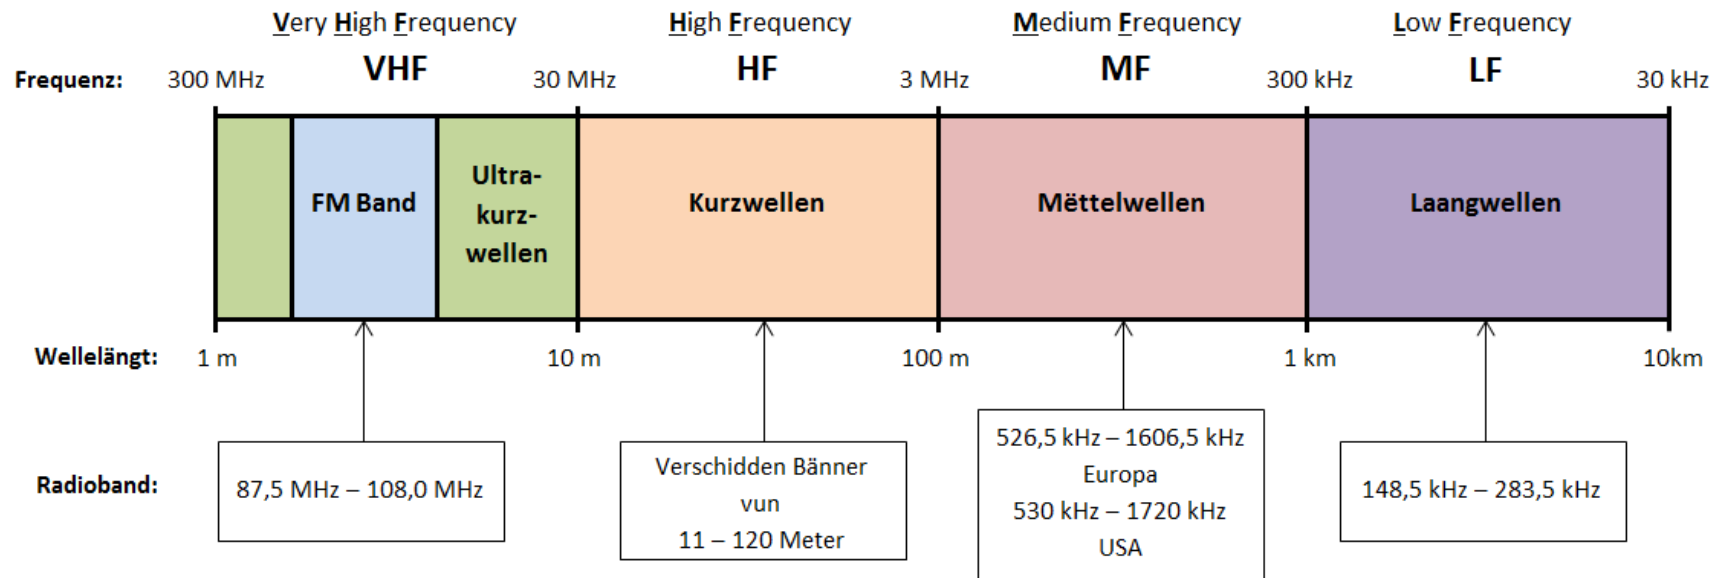 Very High Frequency
High Frequency
Medium Frequency
Low Frequency
Frequenz:
300 MHz
VHF
30 MHz
HF
3 MHz
MF
300 kHz
LF
30 kHz
FM Band
Ultra-
kurz-
wellen
Kurzwellen
Mëttelwellen
Laangwellen
Wellelängt:
1 m
10 m
100 m
1 km
10km
Radioband:
87,5 MHz – 108,0 MHz
Verschidden Bänner
vun
11 – 120 Meter
526,5 kHz – 1606,5 kHz
Europa
530 kHz – 1720 kHz
USA
148,5 kHz – 283,5 kHz